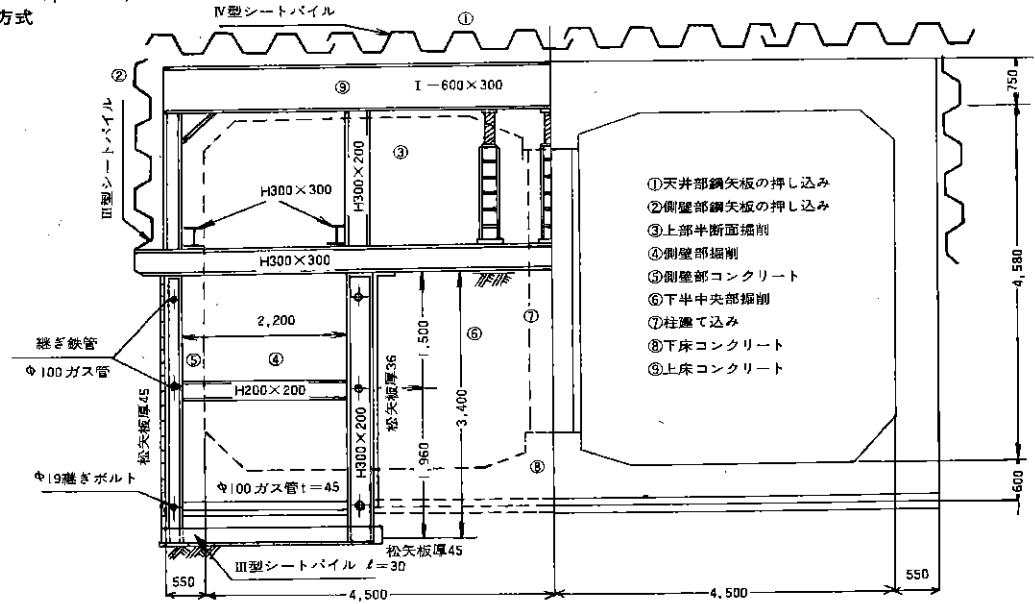 方式
Ⅳ型シートパイル
①
②
⑨
I-600×300
750
Ⅲ型シートパイル
③
H300×200
H300×300
H300×300
①天井部鋼矢板の押し込み
②側壁部鋼矢板の押し込み
③上部半断面掘削
④側壁部掘削
⑤側壁部コンクリート
⑥下半中央部掘削
⑦柱建て込み
⑧下床コンクリート
⑨上床コンクリート
4,580
2,200
1,500
⑥
⑦
継ぎ鉄管
φ100ガス管
⑤
④
H200×200
松矢板厚36
3,400
松矢板厚45
H300×200
1,960
⑧
φ19継ぎボルト
φ100ガス管t=45
600
松矢板厚45
Ⅲ型シートパイル ℓ=30
550
4,500
4,500
550